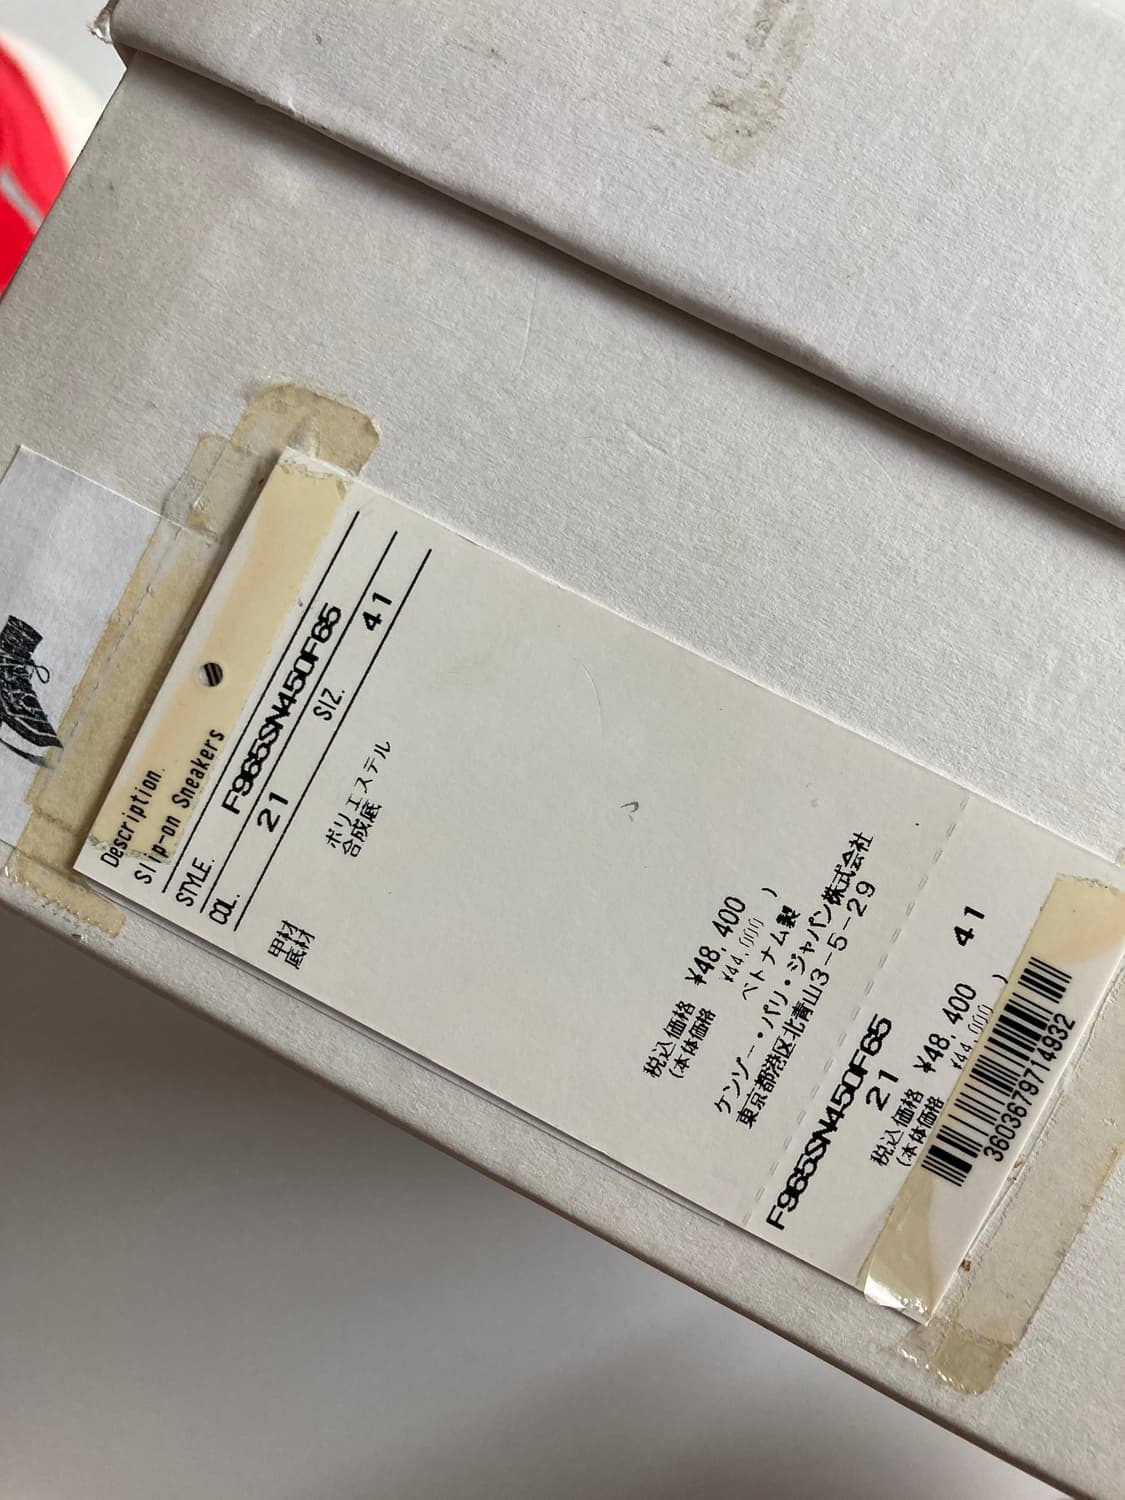 Description.
Slip-on Sneakers
STYLE. F965SN450F65
COL. 21 SIZ. 41
甲材 ポリエステル
底材 合成底
税込価格 ¥48,400
(本体価格 ¥44,000 )
ベトナム製
ケンゾー・パリ・ジャパン株式会社
東京都港区北青山3-5-29
F965SN450F65
21 41
税込価格 ¥48,400
(本体価格 ¥44,000 )
3603679714932